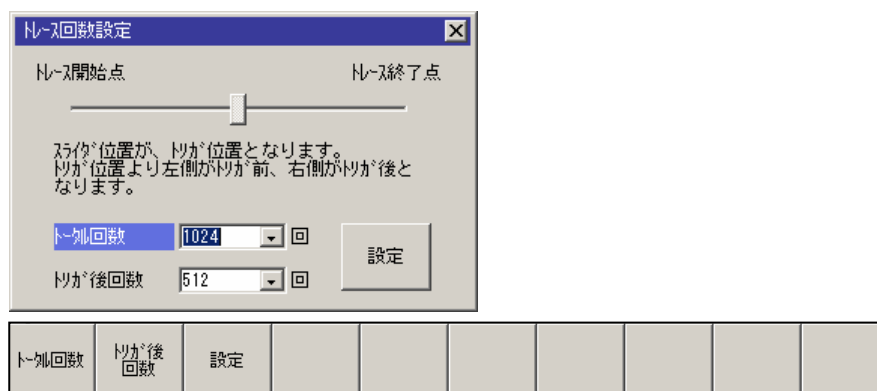 ﾄﾚｰｽ回数設定
ﾄﾚｰｽ開始点 ﾄﾚｰｽ終了点
ｽﾗｲﾀﾞ位置が、ﾄﾘｶﾞ位置となります。
ﾄﾘｶﾞ位置より左側がﾄﾘｶﾞ前、右側がﾄﾘｶﾞ後と
なります。
ﾄｰﾀﾙ回数 1024 回
ﾄﾘｶﾞ後回数 512 回
設定
ﾄｰﾀﾙ回数 ﾄﾘｶﾞ後 設定
回数